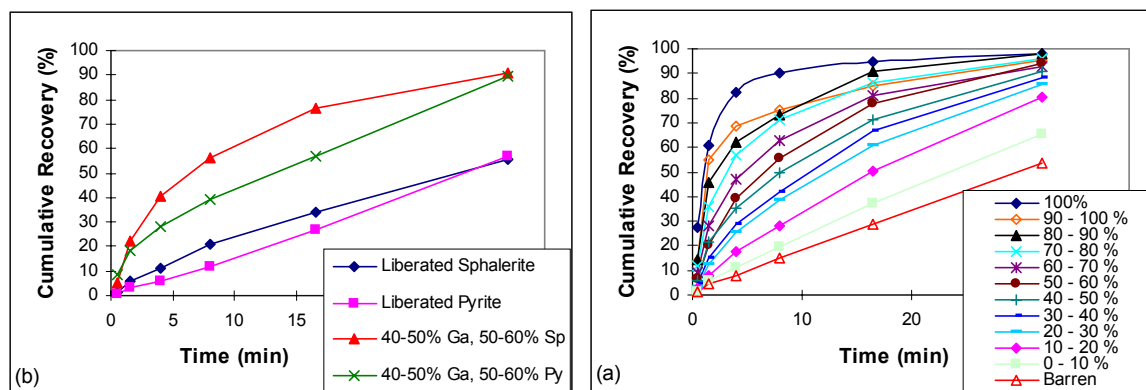 100
90
80
70
60
50
40
30
20
10
0
Cumulative Recovery (%)
0 5 10 15
Time (min)
(b)
Liberated Sphalerite
Liberated Pyrite
40-50% Ga, 50-60% Sp
40-50% Ga, 50-60% Py
100
90
80
70
60
50
40
30
20
10
0
Cumulative Recovery (%)
0 10 20
Time (min)
(a)
100%
90 - 100 %
80 - 90 %
70 - 80 %
60 - 70 %
50 - 60 %
40 - 50 %
30 - 40 %
20 - 30 %
10 - 20 %
0 - 10 %
Barren